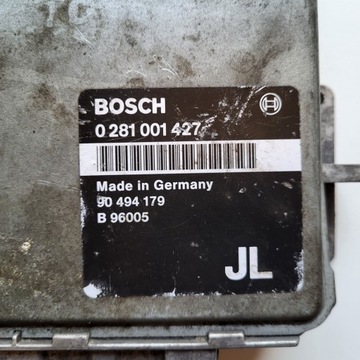 BOSCH
0 281 001 427
Made in Germany
90 494 179
B 96005
JL